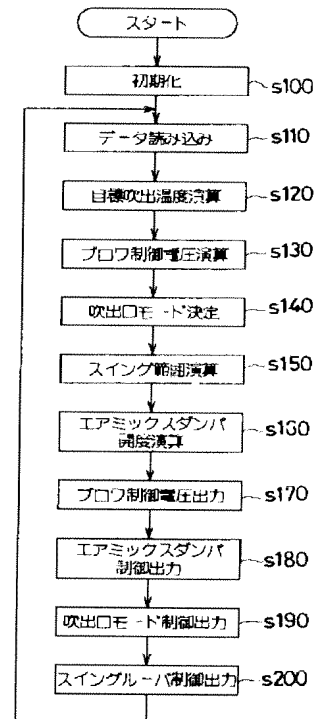 スタート
初期化
s100
データ読み込み
s110
目標吹出温度演算
s120
ブロワ制御電圧演算
s130
吹出口モード決定
s140
スイング範囲演算
s150
エアミックスダンパ
開度演算
s160
ブロワ制御電圧出力
s170
エアミックスダンパ
制御出力
s180
吹出口モード制御出力
s190
スイングルーバ制御出力
s200